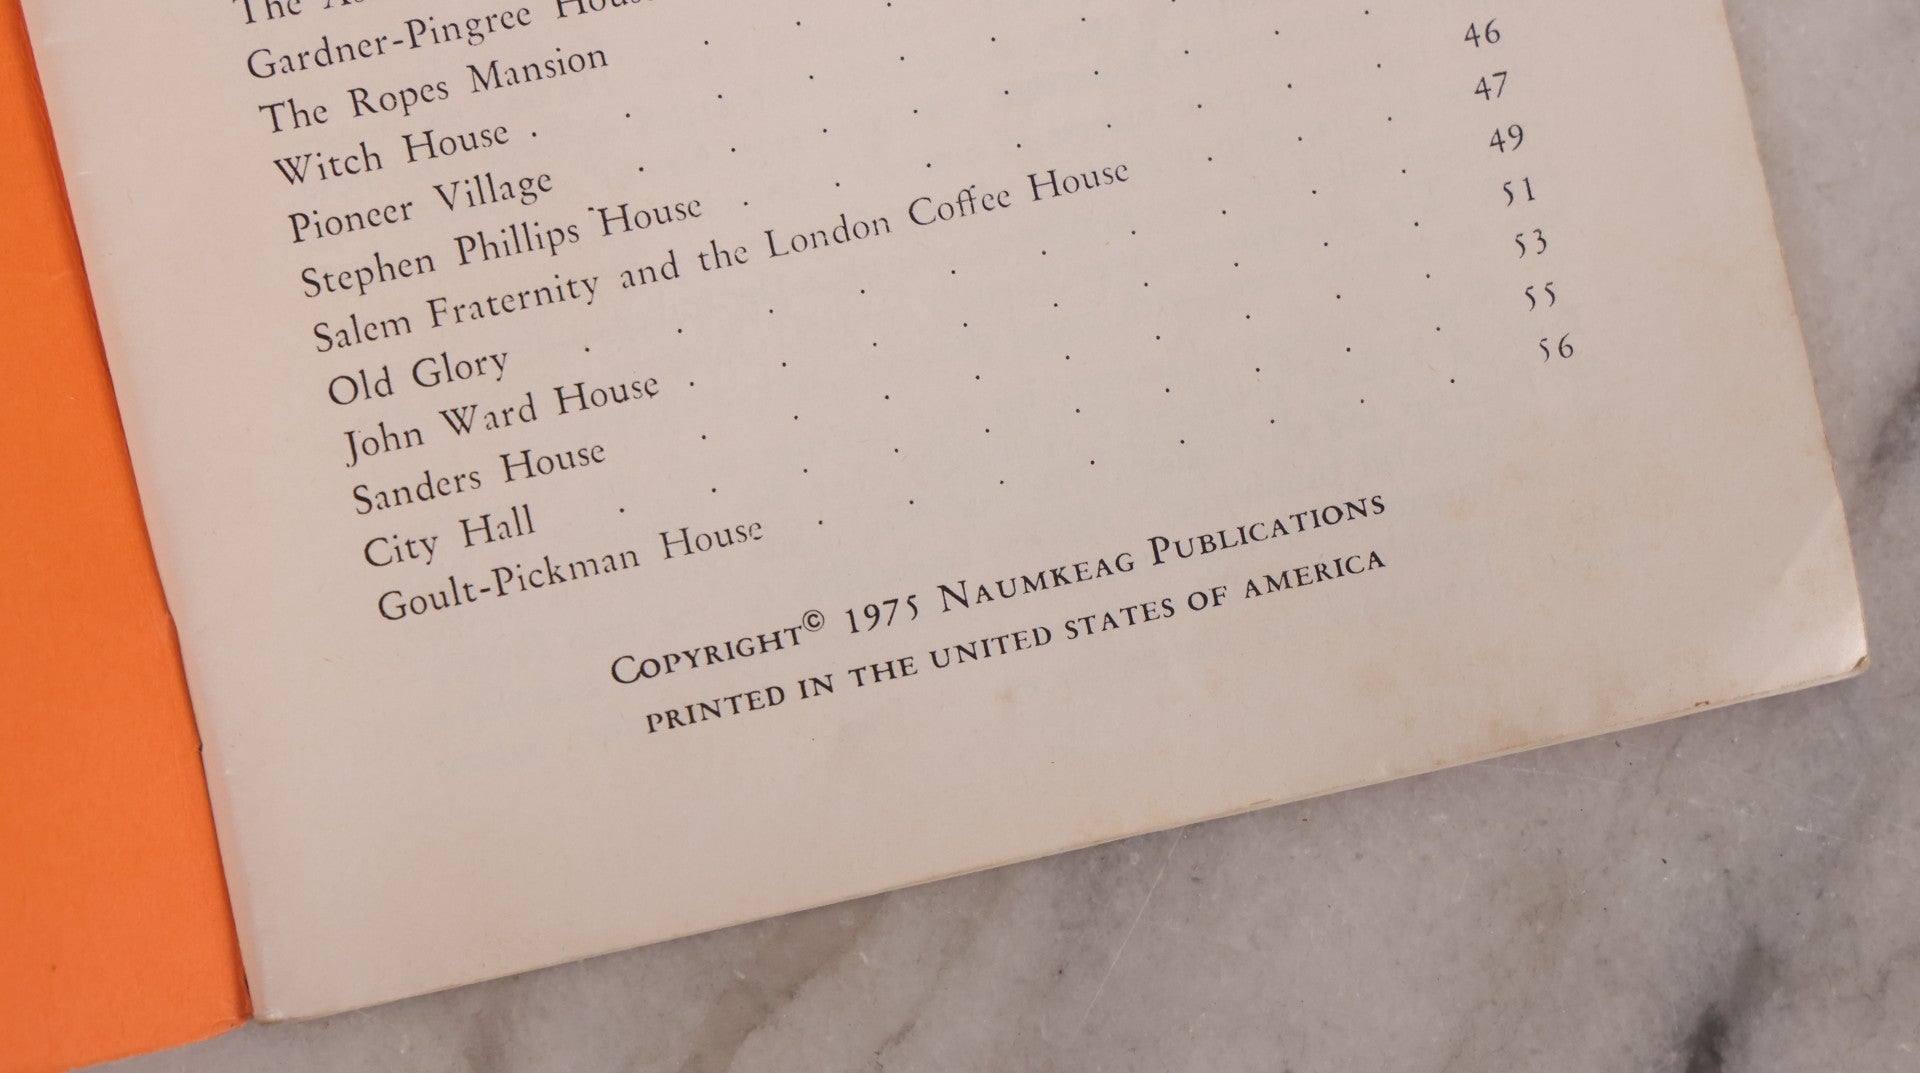 The
Gardner-Pingree House
The Ropes Mansion
Witch House .
Pioneer Village
Stephen Phillips House . . . . . . . . 46
Salem Fraternity and the London Coffee House . . . 47
Old Glory . . . . . . . . . . 49
John Ward House . . . . . . . . . 51
Sanders House . . . . . . . . . 53
City Hall . . . . . . . . . . 55
Goult-Pickman House . . . . . . . . 56
COPYRIGHT© 1975 NAUMKEAG PUBLICATIONS
PRINTED IN THE UNITED STATES OF AMERICA